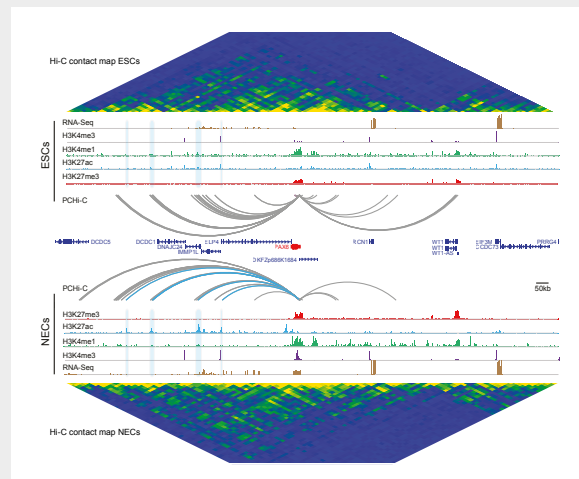 Hi-C contact map ESCs
ESCs
RNA-Seq
H3K4me3
H3K4me1
H3K27ac
H3K27me3
PCHi-C
DCDC5 DCDC1 ELP4 PAX6 RCN1 WT1 EIF3M PRRG4
DNAJC24 WT1 CCDC73
IMMP1L WT1-AS
DKFZp686K1684
PCHi-C
50kb
NECs
H3K27me3
H3K27ac
H3K4me1
H3K4me3
RNA-Seq
Hi-C contact map NECs